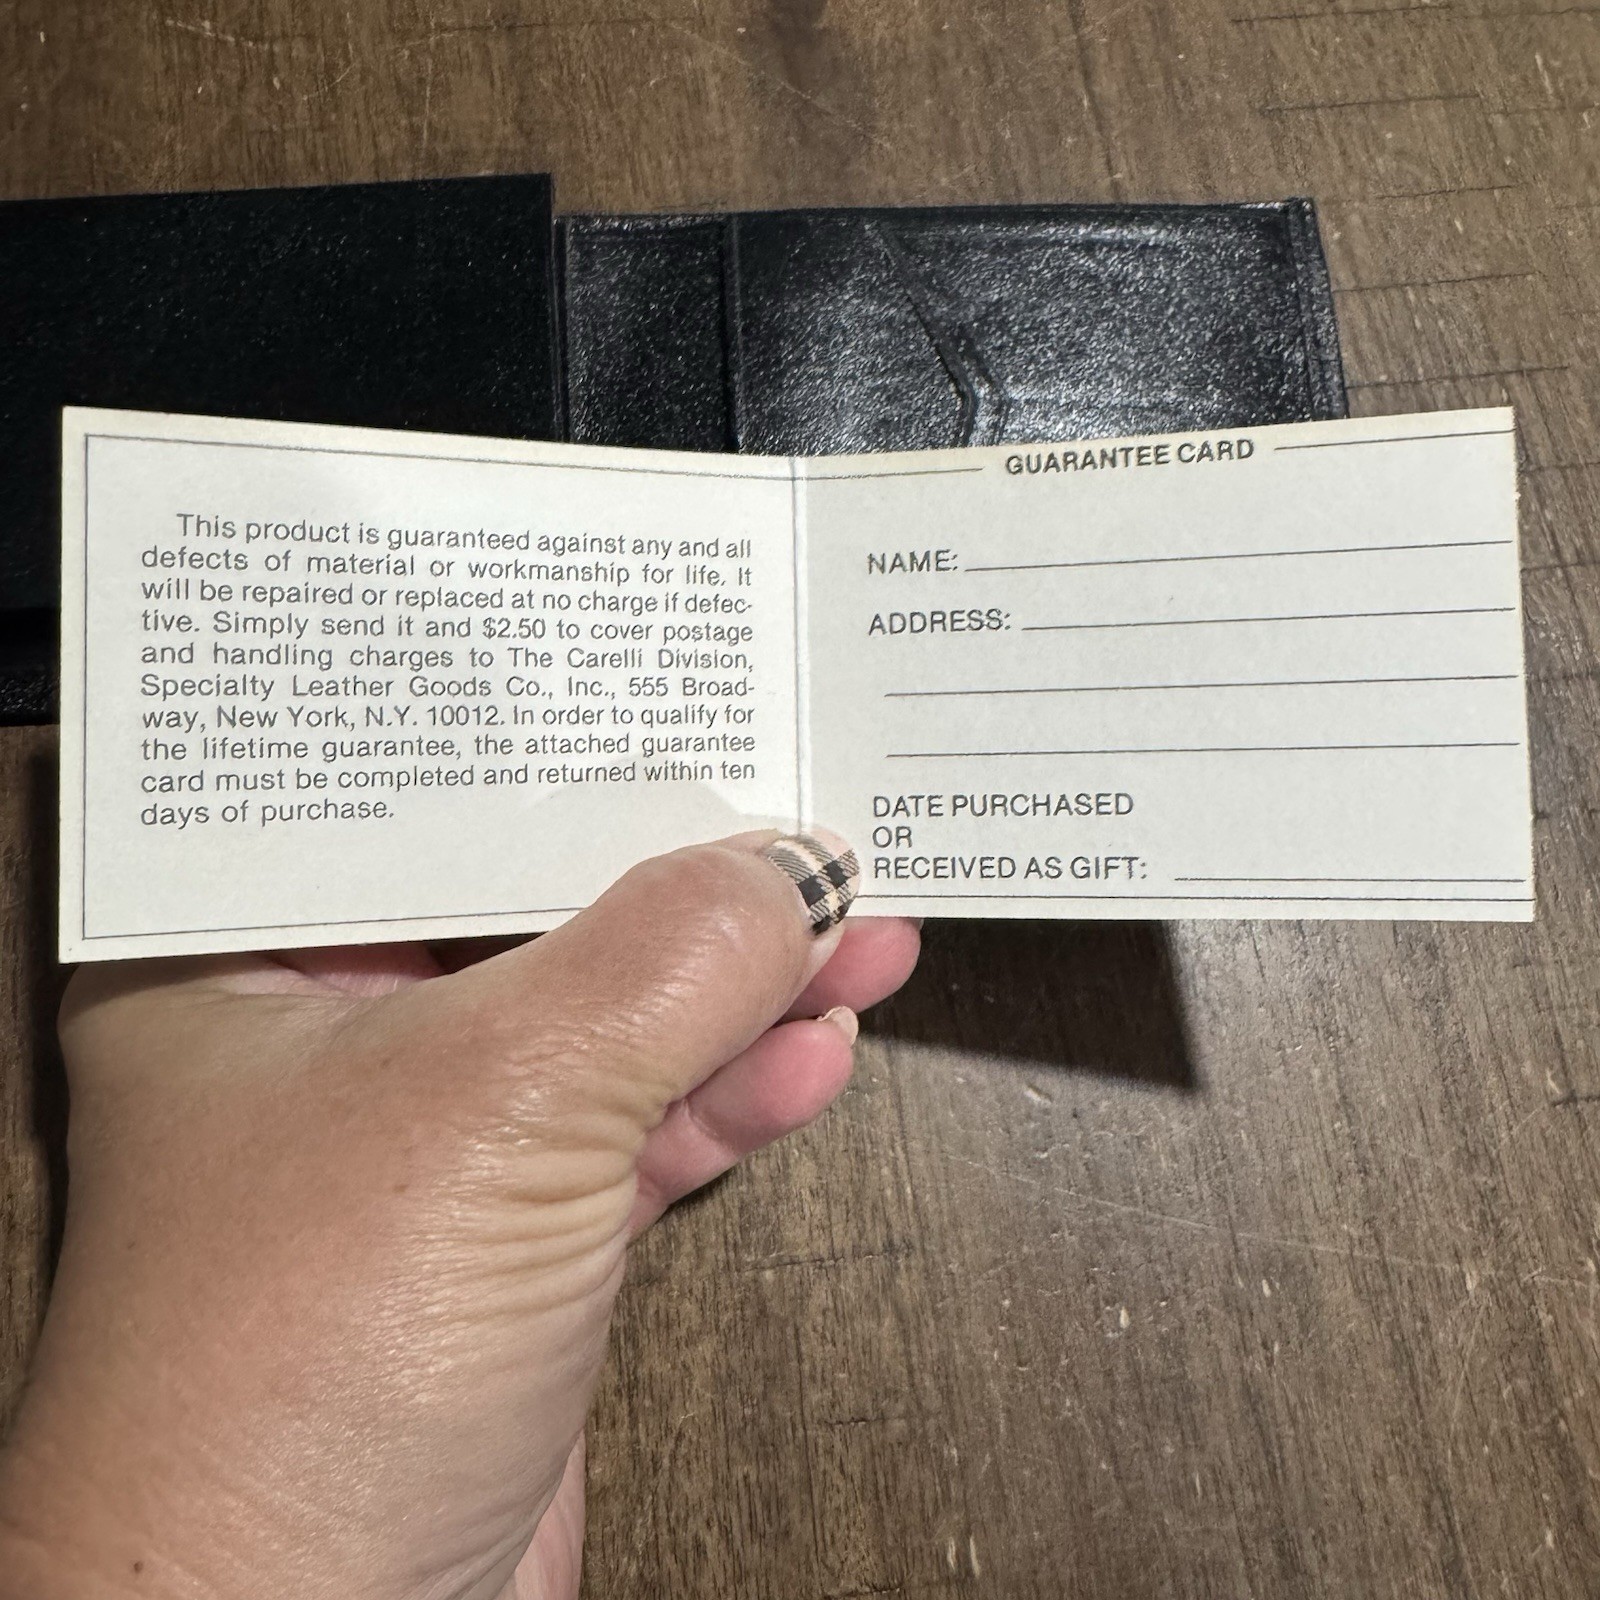 This product is guaranteed against any and all
defects of material or workmanship for life. It
will be repaired or replaced at no charge if defec-
tive. Simply send it and $2.50 to cover postage
and handling charges to The Carelli Division,
Specialty Leather Goods Co., Inc., 555 Broad-
way, New York, N.Y. 10012. In order to qualify for
the lifetime guarantee, the attached guarantee
card must be completed and returned within ten
days of purchase.
GUARANTEE CARD
NAME:
ADDRESS:
DATE PURCHASED
OR
RECEIVED AS GIFT: